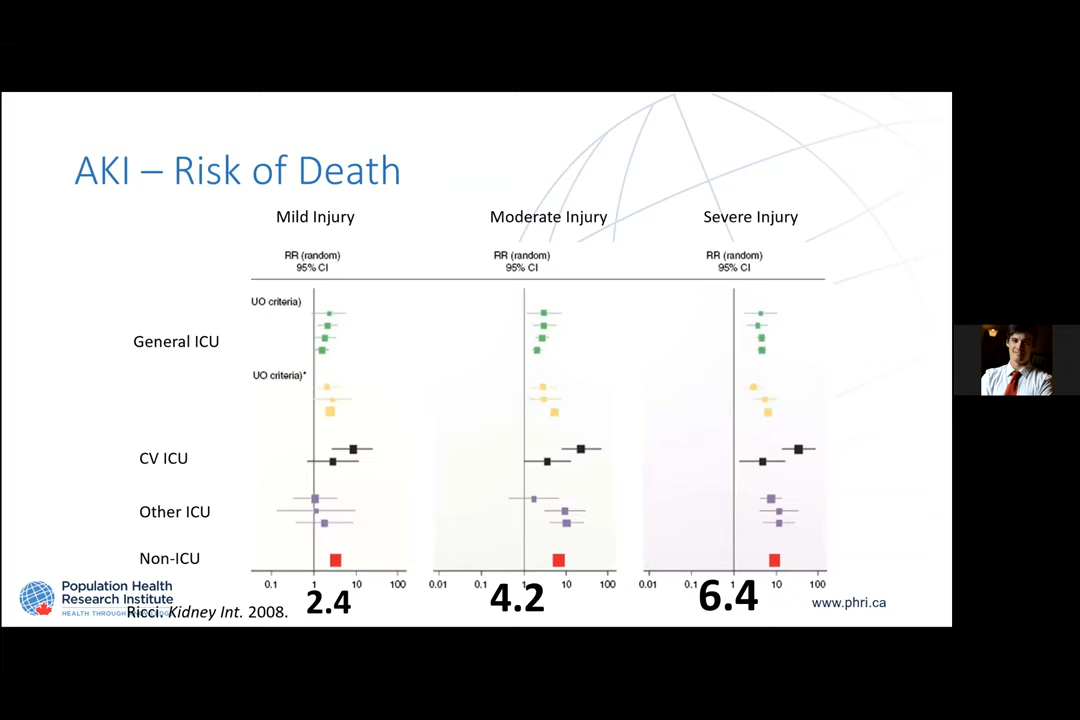 AKI – Risk of Death
Mild Injury
Moderate Injury
Severe Injury
RR (random)
95% CI
RR (random)
95% CI
RR (random)
95% CI
UO criteria)
General ICU
UO criteria)*
CV ICU
Other ICU
Non-ICU
0.1 1 10 100
0.01 0.1 1 10 100
0.01 0.1 1 10 100
2.4
4.2
6.4
Population Health
Research Institute
HEALTH THROUGH
Ricci. Kidney Int. 2008.
www.phri.ca